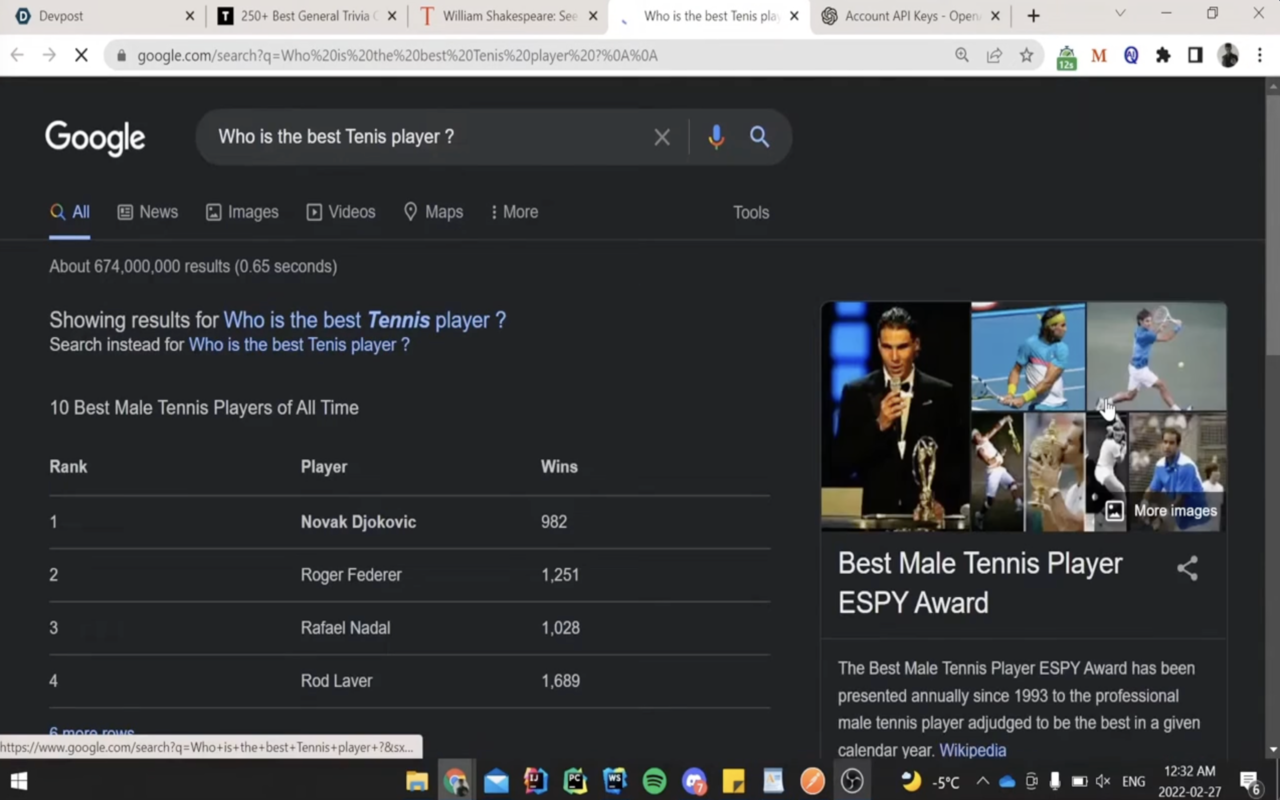 Devpost
250+ Best General Trivia
William Shakespeare: See
Who is the best Tenis pla
Account API Keys - Open
google.com/search?q=Who%20is%20the%20best%20Tenis%20player%20?%0A%0A
12s
Google
Who is the best Tenis player ?
All
News
Images
Videos
Maps
More
Tools
About 674,000,000 results (0.65 seconds)
Showing results for Who is the best Tennis player ?
Search instead for Who is the best Tenis player ?
10 Best Male Tennis Players of All Time
Rank Player Wins
1 Novak Djokovic 982
2 Roger Federer 1,251
3 Rafael Nadal 1,028
4 Rod Laver 1,689
6 more rows
More images
Best Male Tennis Player
ESPY Award
The Best Male Tennis Player ESPY Award has been
presented annually since 1993 to the professional
male tennis player adjudged to be the best in a given
calendar year. Wikipedia
https://www.google.com/search?q=Who+is+the+best+Tennis+player+?&sx...
-5°C
ENG
12:32 AM
2022-02-27
6